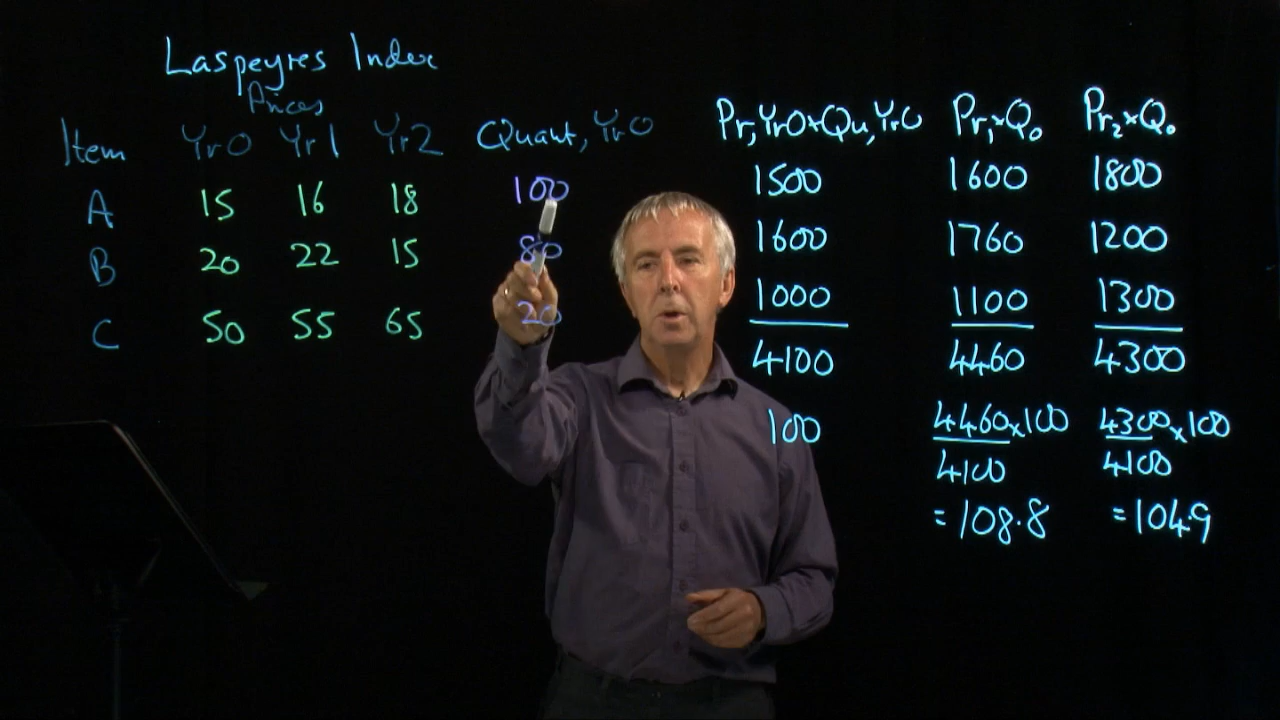 Laspeyres Index
Prices
Item Yr0 Yr1 Yr2 Quant, Yr0 Pr,Yr0×Qu,Yr0 Pr₁×Q₀ Pr₂×Q₀
A 15 16 18 100 1500 1600 1800
B 20 22 15 80 1600 1760 1200
C 50 55 65 20 1000 1100 1300
4100 4460 4300
100 4460×100 4300×100
4100 4100
=108.8 =104.9